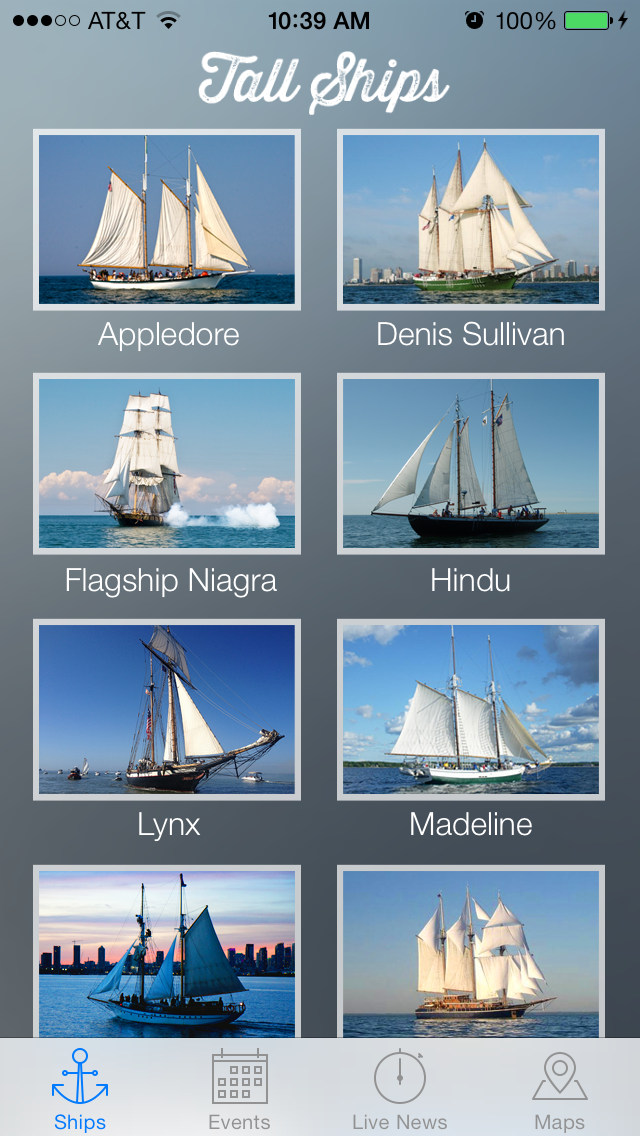 AT&T 10:39 AM 100%
Tall Ships
Appledore Denis Sullivan
Flagship Niagra Hindu
Lynx Madeline
Ships Events Live News Maps